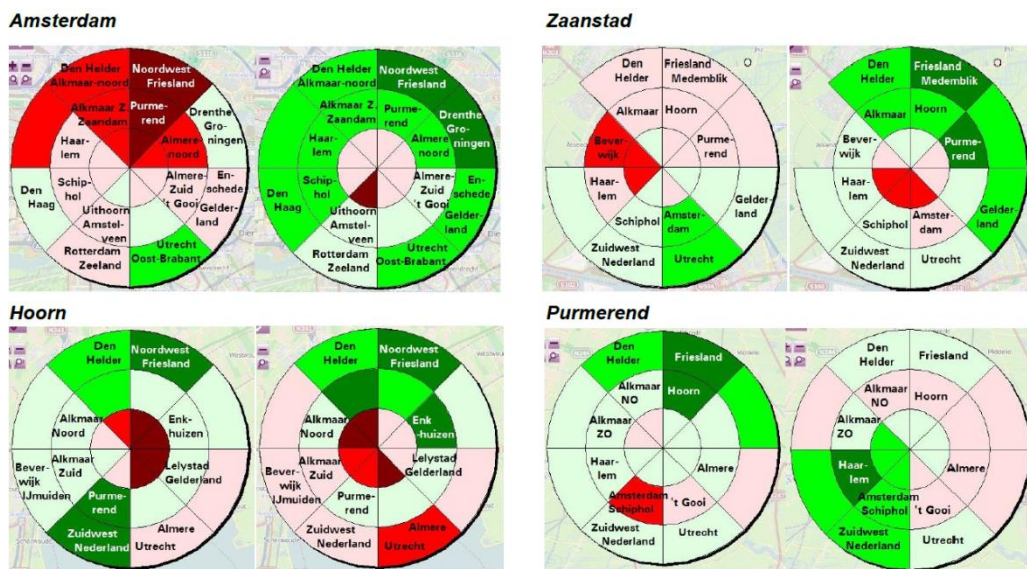 Amsterdam
Den Helder
Alkmaar-noord
Noordwest
Friesland
Alkmaar Z.
Zaandam
Purme-
rend
Drenthe
Gro-
ningen
Haar-
lem
Almere-
noord
Den
Haag
Schip-
hol
Almere-
Zuid
't Gooi
En-
schede
Gelder-
land
Uithoorn
Amstel-
veen
Rotterdam
Zeeland
Utrecht
Oost-Brabant
Den Helder
Alkmaar-noord
Noordwest
Friesland
Alkmaar Z.
Zaandam
Purme-
rend
Drenthe
Gro-
ningen
Haar-
lem
Almere
noord
Den
Haag
Schip-
hol
Almere-
Zuid
't Gooi
En-
schede
Gelder-
land
Uithoorn
Amstel-
veen
Rotterdam
Zeeland
Utrecht
Oost-Brabant
Zaanstad
Den
Helder
Friesland
Medemblik
Alkmaar
Hoorn
Bever-
wijk
Purme-
rend
Haar-
lem
Gelder-
land
Schiphol
Amster-
dam
Zuidwest
Nederland
Utrecht
Den
Helder
Friesland
Medemblik
Alkmaar
Hoorn
Bever-
wijk
Purme-
rend
Haar-
lem
Gelder-
land
Schiphol
Amster-
dam
Zuidwest
Nederland
Utrecht
Hoorn
Den
Helder
Noordwest
Friesland
Alkmaar
Noord
Enk-
huizen
Bever-
wijk
IJmuiden
Alkmaar
Zuid
Lelystad
Gelderland
Purme-
rend
Almere
Zuidwest
Nederland
Utrecht
Den
Helder
Noordwest
Friesland
Alkmaar
Noord
Enk
-huizen
Bever-
wijk
IJmuiden
Alkmaar
Zuid
Lelystad
Gelderland
Purme-
rend
Almere
Zuidwest
Nederland
Utrecht
Purmerend
Den
Helder
Friesland
Alkmaar
NO
Hoorn
Alkmaar
ZO
Haar-
lem
Almere
Amsterdam
Schiphol
't Gooi
Zuidwest
Nederland
Utrecht
Den
Helder
Friesland
Alkmaar
NO
Hoorn
Alkmaar
ZO
Haar-
lem
Almere
Amsterdam
Schiphol
't Gooi
Zuidwest
Nederland
Utrecht